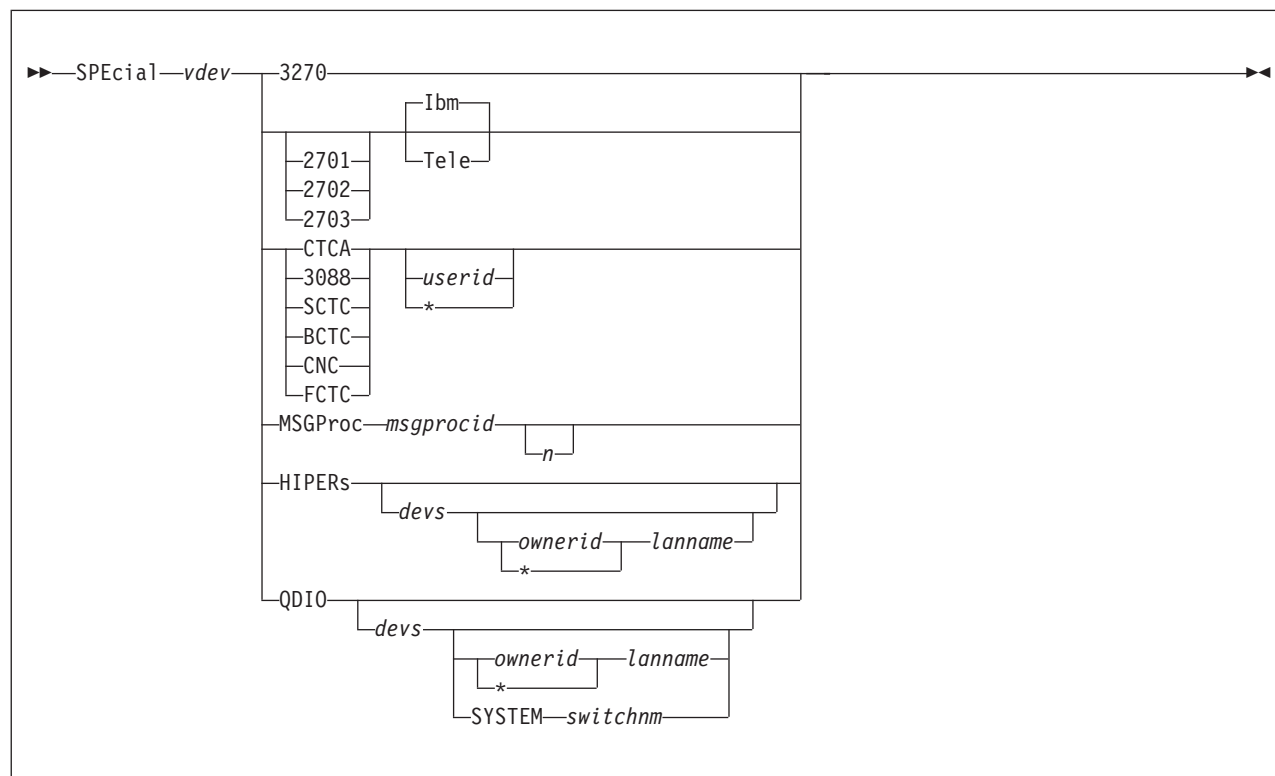 SPEcial vdev 3270
Ibm
2701 Tele
2702
2703
CTCA
3088 userid
SCTC *
BCTC
CNC
FCTC
MSGProc msgprocid
n
HIPERs
devs
ownerid lanname
*
QDIO
devs
ownerid lanname
*
SYSTEM switchnm